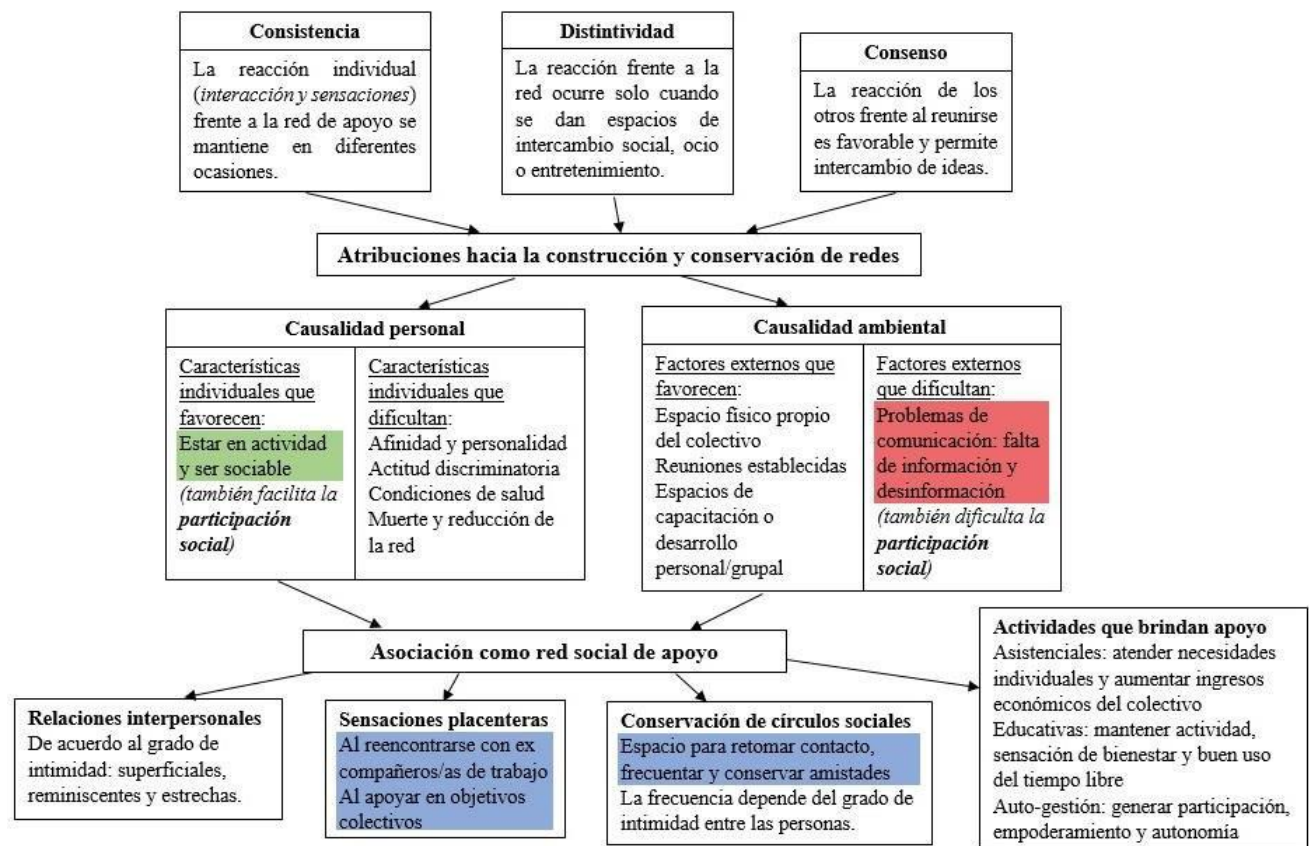 Consistencia
La reacción individual
(interacción y sensaciones)
frente a la red de apoyo se
mantiene en diferentes
ocasiones.
Distintividad
La reacción frente a la
red ocurre solo cuando
se dan espacios de
intercambio social, ocio
o entretenimiento.
Consenso
La reacción de los
otros frente al reunirse
es favorable y permite
intercambio de ideas.
Atribuciones hacia la construcción y conservación de redes
Causalidad personal
Características
individuales que
favorecen:
Estar en actividad
y ser sociable
(también facilita la
participación
social)
Características
individuales que
dificultan:
Afinidad y personalidad
Actitud discriminatoria
Condiciones de salud
Muerte y reducción de
la red
Causalidad ambiental
Factores externos que
favorecen:
Espacio físico propio
del colectivo
Reuniones establecidas
Espacios de
capacitación o
desarrollo
personal/grupal
Factores externos
que dificultan:
Problemas de
comunicación: falta
de información y
desinformación
(también dificulta la
participación
social)
Asociación como red social de apoyo
Relaciones interpersonales
De acuerdo al grado de
intimidad: superficiales,
reminiscentes y estrechas.
Sensaciones placenteras
Al reencontrarse con ex
compañeros/as de trabajo
Al apoyar en objetivos
colectivos
Conservación de círculos sociales
Espacio para retomar contacto,
frecuentar y conservar amistades
La frecuencia depende del grado de
intimidad entre las personas.
Actividades que brindan apoyo
Asistenciales: atender necesidades
individuales y aumentar ingresos
económicos del colectivo
Educativas: mantener actividad,
sensación de bienestar y buen uso
del tiempo libre
Auto-gestión: generar participación,
empoderamiento y autonomía